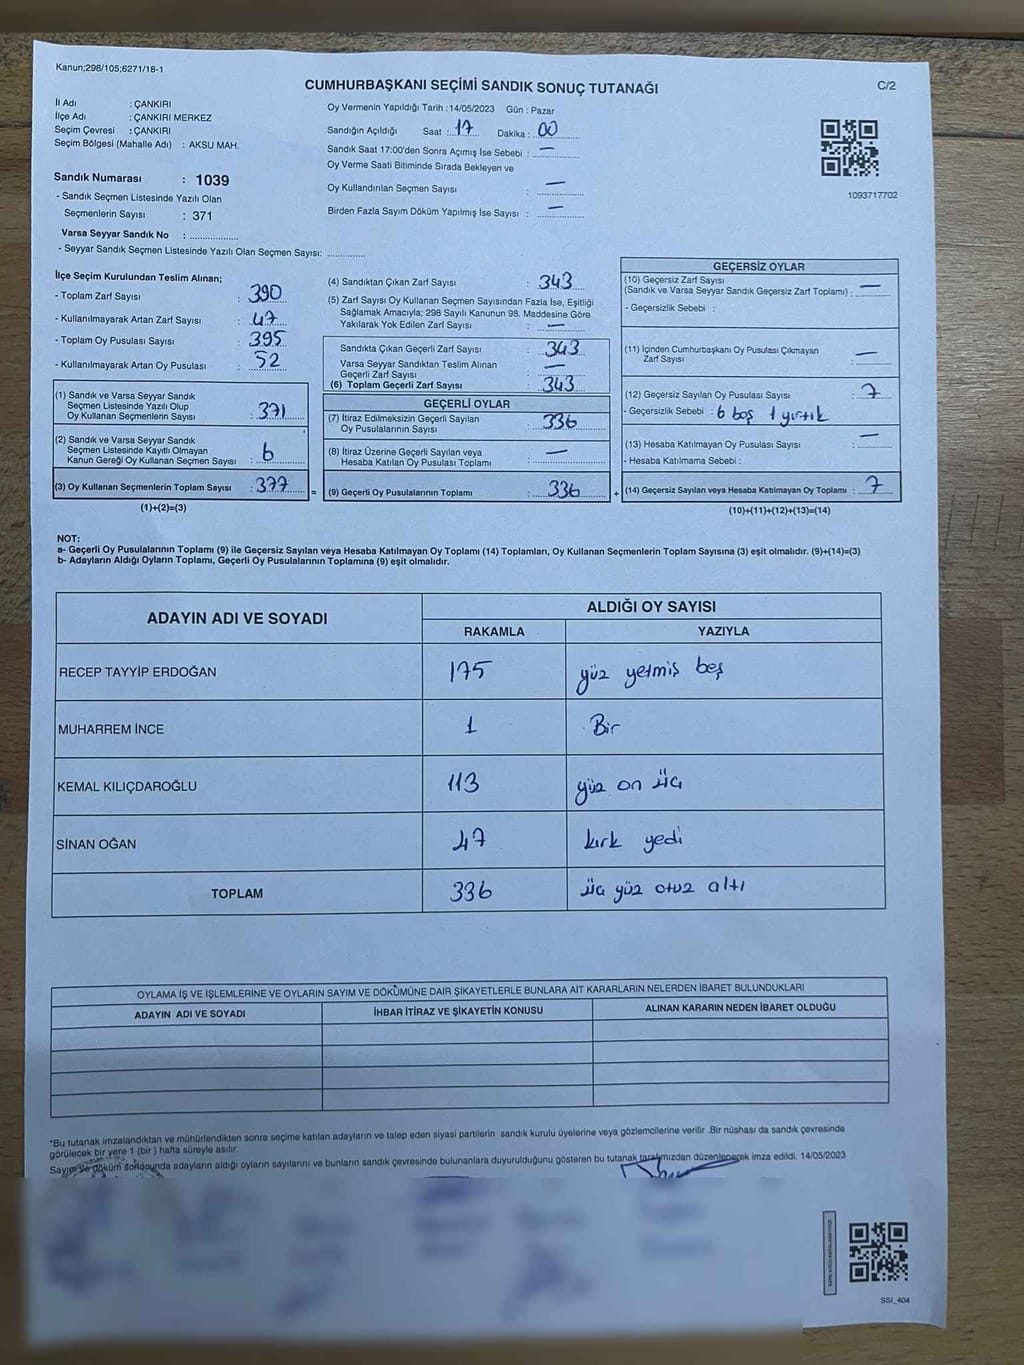 Kanun;298/105;6271/18-1
CUMHURBAŞKANI SEÇİMİ SANDIK SONUÇ TUTANAĞI
C/2
İl Adı : ÇANKIRI
İlçe Adı : ÇANKIRI MERKEZ
Seçim Çevresi : ÇANKIRI
Seçim Bölgesi (Mahalle Adı) : AKSU MAH.
Sandık Numarası : 1039
- Sandık Seçmen Listesinde Yazılı Olan
Seçmenlerin Sayısı : 371
Varsa Seyyar Sandık No :
- Seyyar Sandık Seçmen Listesinde Yazılı Olan Seçmen Sayısı:
Oy Vermenin Yapıldığı Tarih : 14/05/2023 Gün : Pazar
Sandığın Açıldığı Saat : 17 Dakika : 00
Sandık Saat 17:00'den Sonra Açımış İse Sebebi : —
Oy Verme Saati Bitiminde Sırada Bekleyen ve
Oy Kullandırılan Seçmen Sayısı : —
Birden Fazla Sayım Döküm Yapılmış İse Sayısı : —
1093717702
İlçe Seçim Kurulundan Teslim Alınan;
- Toplam Zarf Sayısı : 390
- Kullanılmayarak Artan Zarf Sayısı : 47
- Toplam Oy Pusulası Sayısı : 395
- Kullanılmayarak Artan Oy Pusulası : 52
(1) Sandık ve Varsa Seyyar Sandık
Seçmen Listesinde Yazılı Olup
Oy Kullanan Seçmenlerin Sayısı : 371
(2) Sandık ve Varsa Seyyar Sandık
Seçmen Listesinde Kayıtlı Olmayan
Kanun Gereği Oy Kullanan Seçmen Sayısı : 6
(3) Oy Kullanan Seçmenlerin Toplam Sayısı : 377
(1)+(2)=(3)
(4) Sandıktan Çıkan Zarf Sayısı : 343
(5) Zarf Sayısı Oy Kullanan Seçmen Sayısından Fazla İse, Eşitliği
Sağlamak Amacıyla; 298 Sayılı Kanunun 98. Maddesine Göre
Yakılarak Yok Edilen Zarf Sayısı : —
Sandıkta Çıkan Geçerli Zarf Sayısı : 343
Varsa Seyyar Sandıktan Teslim Alınan
Geçerli Zarf Sayısı : —
(6) Toplam Geçerli Zarf Sayısı : 343
GEÇERLİ OYLAR
(7) İtiraz Edilmeksizin Geçerli Sayılan
Oy Pusulalarının Sayısı : 336
(8) İtiraz Üzerine Geçerli Sayılan veya
Hesaba Katılan Oy Pusulası Toplamı : —
= (9) Geçerli Oy Pusulalarının Toplamı : 336
GEÇERSİZ OYLAR
(10) Geçersiz Zarf Sayısı
(Sandık ve Varsa Seyyar Sandık Geçersiz Zarf Toplamı) : —
- Geçersizlik Sebebi :
(11) İçinden Cumhurbaşkanı Oy Pusulası Çıkmayan
Zarf Sayısı : —
(12) Geçersiz Sayılan Oy Pusulası Sayısı : 7
- Geçersizlik Sebebi : 6 boş 1 yırtık
(13) Hesaba Katılmayan Oy Pusulası Sayısı : —
- Hesaba Katılmama Sebebi :
+ (14) Geçersiz Sayılan veya Hesaba Katılmayan Oy Toplamı : 7
(10)+(11)+(12)+(13)=(14)
NOT:
a- Geçerli Oy Pusulalarının Toplamı (9) ile Geçersiz Sayılan veya Hesaba Katılmayan Oy Toplamı (14) Toplamları, Oy Kullanan Seçmenlerin Toplam Sayısına (3) eşit olmalıdır. (9)+(14)=(3)
b- Adayların Aldığı Oyların Toplamı, Geçerli Oy Pusulalarının Toplamına (9) eşit olmalıdır.
ADAYIN ADI VE SOYADI ALDIĞI OY SAYISI
RAKAMLA YAZIYLA
RECEP TAYYİP ERDOĞAN 175 yüz yetmiş beş
MUHARREM İNCE 1 Bir
KEMAL KILIÇDAROĞLU 113 yüz on üç
SİNAN OĞAN 47 kırk yedi
TOPLAM 336 üç yüz otuz altı
OYLAMA İŞ VE İŞLEMLERİNE VE OYLARIN SAYIM VE DÖKÜMÜNE DAİR ŞİKAYETLERLE BUNLARA AİT KARARLARIN NELERDEN İBARET BULUNDUKLARI
ADAYIN ADI VE SOYADI İHBAR İTİRAZ VE ŞİKAYETİN KONUSU ALINAN KARARIN NEDEN İBARET OLDUĞU
*Bu tutanak imzalandıktan ve mühürlendikten sonra seçime katılan adayların ve talep eden siyasi partilerin sandık kurulu üyelerine veya gözlemcilerine verilir .Bir nüshası da sandık çevresinde
görülecek bir yere 1 (bir ) hafta süreyle asılır.
Sayım ve döküm sonucunda adayların aldığı oyların sayılarını ve bunların sandık çevresinde bulunanlara duyurulduğunu gösteren bu tutanak tarafımızdan düzenlenerek imza edildi. 14/05/2023
SSI_404